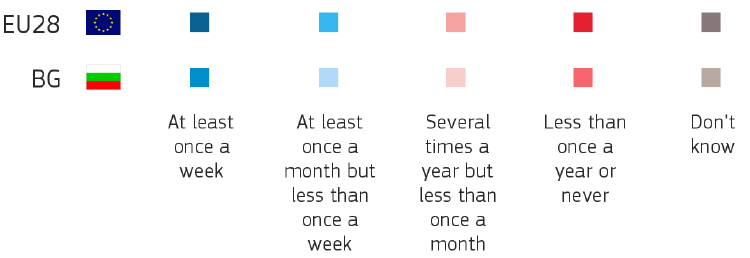 EU28
BG
At least
once a
week
At least
once a
month but
less than
once a
week
Several
times a
year but
less than
once a
month
Less than
once a
year or
never
Don't
know